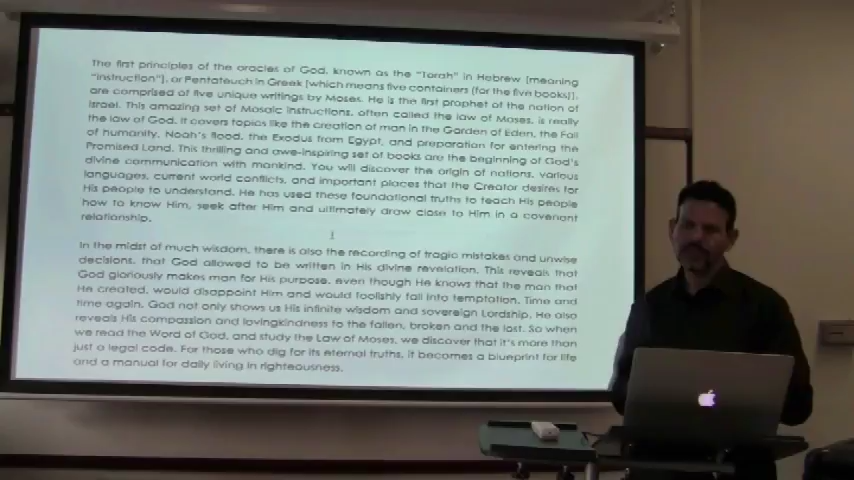 The first principles of the oracles of God, known as the "Torah" in Hebrew [meaning
"instruction"], or Pentateuch in Greek [which means five containers (for the five books)],
are comprised of five unique writings by Moses. He is the first prophet of the nation of
Israel. This amazing set of Mosaic instructions, often called the law of Moses, is really
the law of God. It covers topics like the creation of man in the Garden of Eden, the Fall
of humanity, Noah's flood, the Exodus from Egypt, and preparation for entering the
Promised Land. This thrilling and awe-inspiring set of books are the beginning of God's
divine communication with mankind. You will discover the origin of nations, various
languages, current world conflicts, and important places that the Creator desires for
His people to understand. He has used these foundational truths to teach His people
how to know Him, seek after Him and ultimately draw close to Him in a covenant
relationship.
In the midst of much wisdom, there is also the recording of tragic mistakes and unwise
decisions, that God allowed to be written in His divine revelation. This reveals that
God gloriously makes man for His purpose, even though He knows that the man that
He created, would disappoint Him and would foolishly fall into temptation. Time and
time again, God not only shows us His infinite wisdom and sovereign Lordship, He also
reveals His compassion and lovingkindness to the fallen, broken and the lost. So when
we read the Word of God, and study the Law of Moses, we discover that it's more than
just a legal code. For those who dig for its eternal truths, it becomes a blueprint for life
and a manual for daily living in righteousness.